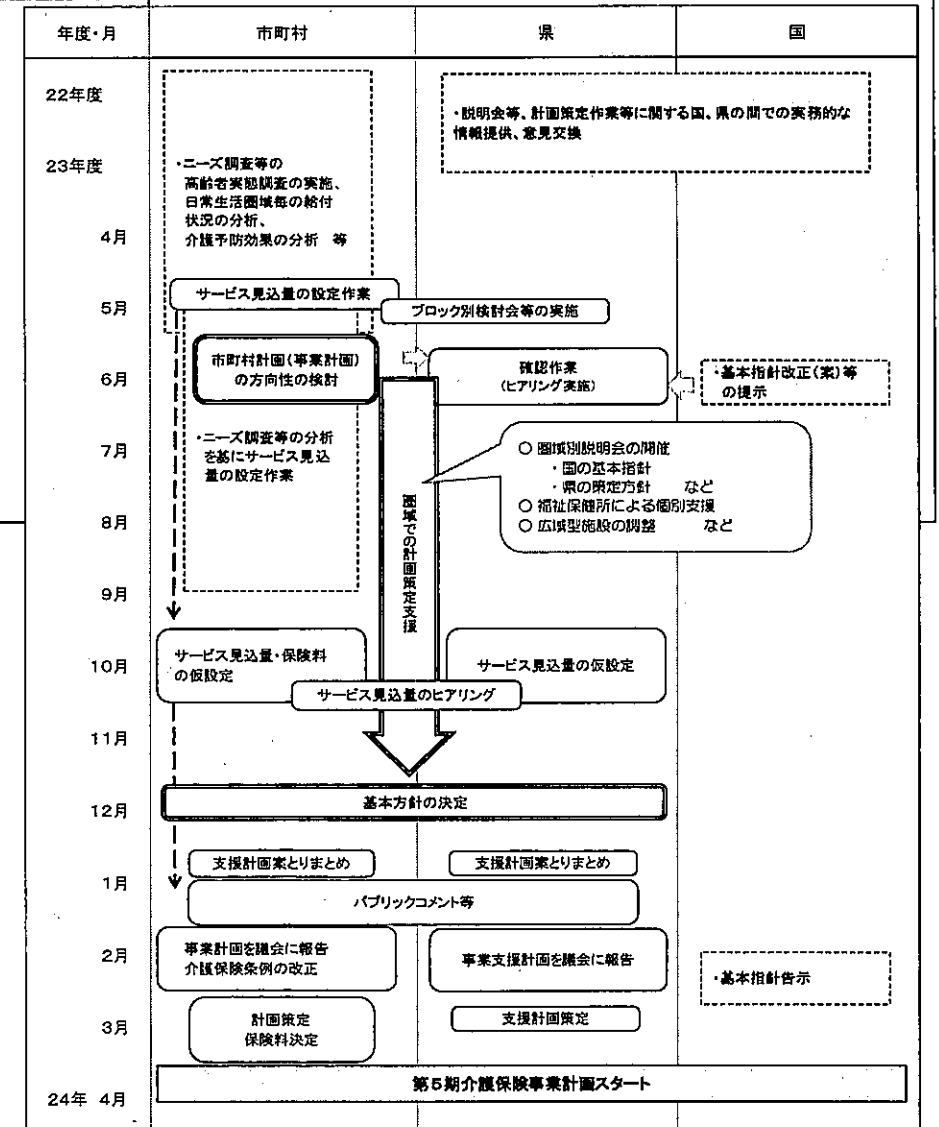 年度・月
市町村
県
国
22年度
・説明会等、計画策定作業等に関する国、県の間での実務的な
情報提供、意見交換
23年度
・ニーズ調査等の
高齢者実態調査の実施、
日常生活圏域毎の給付
状況の分析、
介護予防効果の分析　等
4月
サービス見込量の設定作業
5月
ブロック別検討会等の実施
市町村計画(事業計画)
の方向性の検討
6月
確認作業
(ヒアリング実施)
・基本指針改正(案)等
の提示
7月
・ニーズ調査等の分析
を基にサービス見込
量の設定作業
○ 圏域別説明会の開催
・国の基本指針
・県の策定方針　など
○ 福祉保健所による個別支援
○ 広域型施設の調整　など
圏域での計画策定支援
8月
9月
10月
サービス見込量・保険料
の仮設定
サービス見込量の仮設定
サービス見込量のヒアリング
11月
12月
基本方針の決定
支援計画案とりまとめ
支援計画案とりまとめ
1月
パブリックコメント等
2月
事業計画を議会に報告
介護保険条例の改正
事業支援計画を議会に報告
・基本指針告示
3月
計画策定
保険料決定
支援計画策定
第5期介護保険事業計画スタート
24年 4月